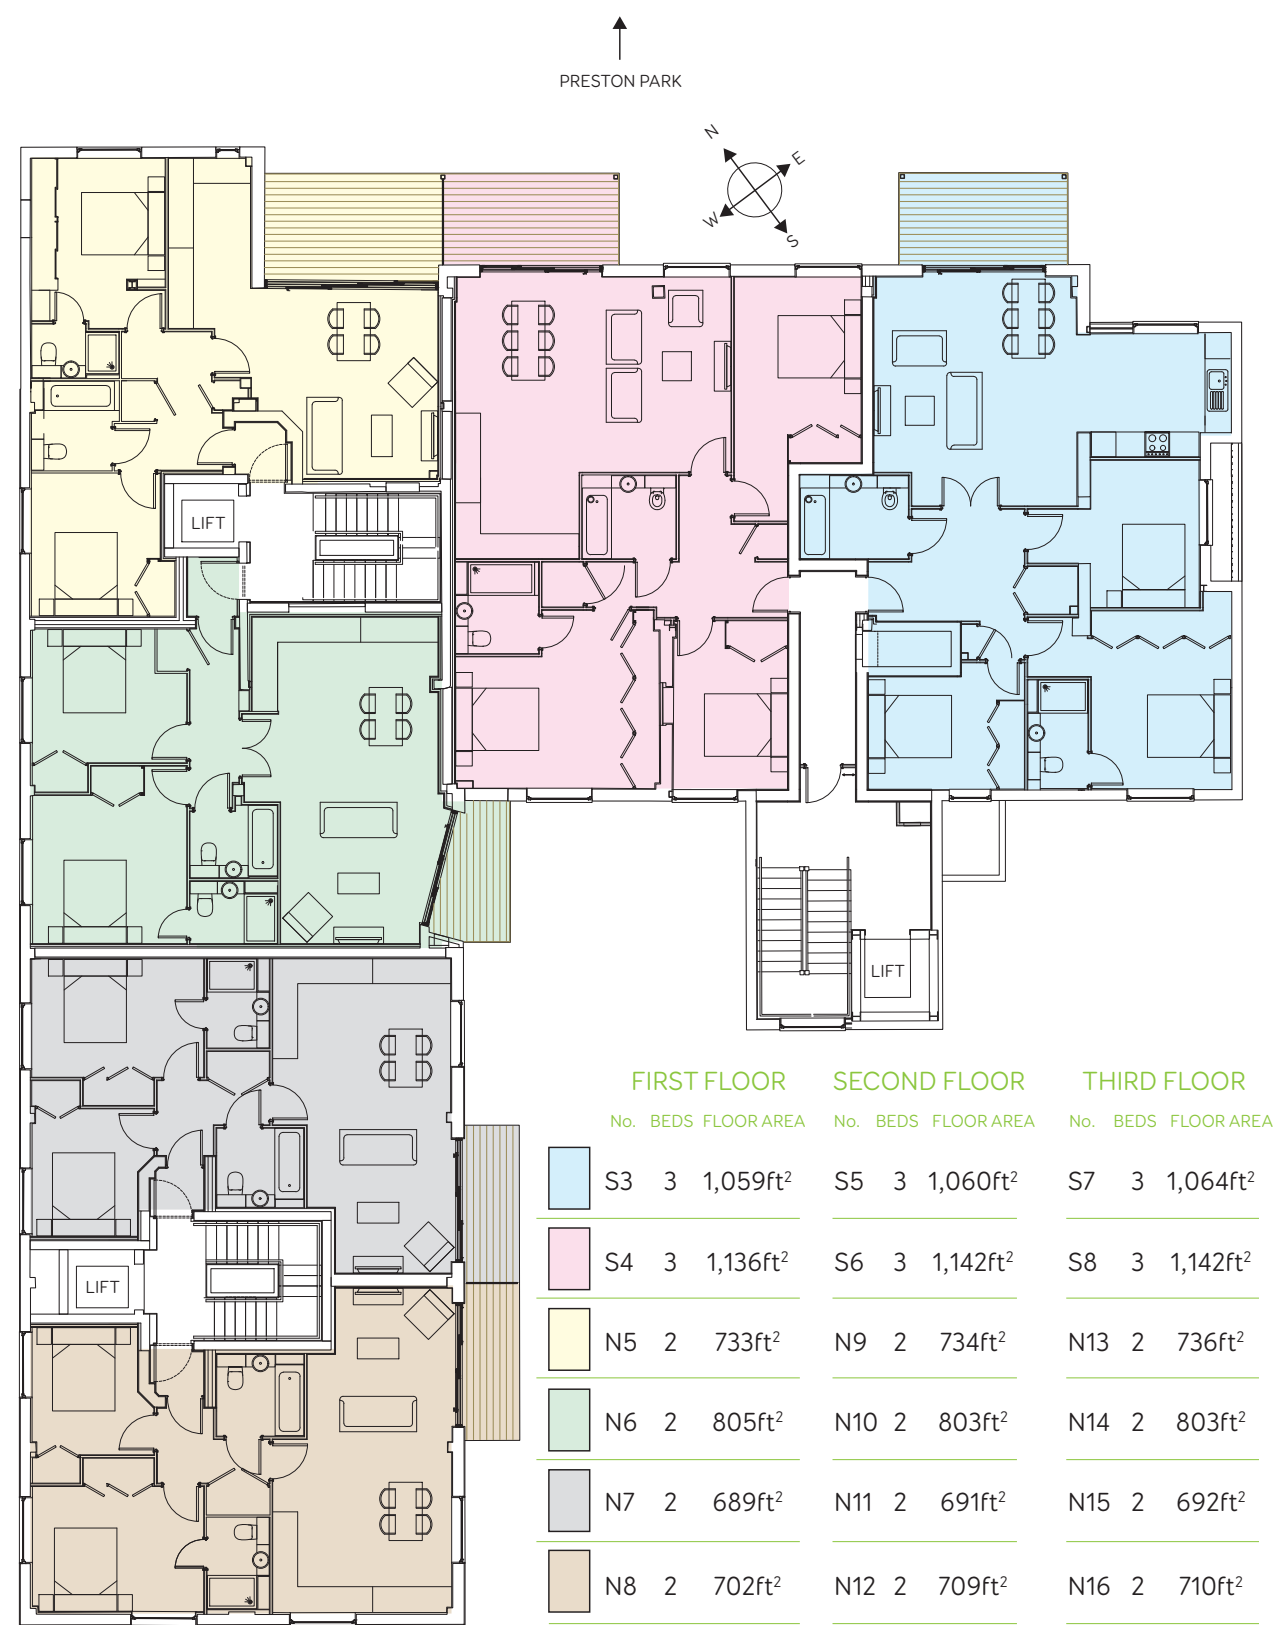 PRESTON PARK
N
E
W
S
LIFT
LIFT
LIFT
FIRST FLOOR SECOND FLOOR THIRD FLOOR
No. BEDS FLOOR AREA No. BEDS FLOOR AREA No. BEDS FLOOR AREA
S3 3 1,059ft² S5 3 1,060ft² S7 3 1,064ft²
S4 3 1,136ft² S6 3 1,142ft² S8 3 1,142ft²
N5 2 733ft² N9 2 734ft² N13 2 736ft²
N6 2 805ft² N10 2 803ft² N14 2 803ft²
N7 2 689ft² N11 2 691ft² N15 2 692ft²
N8 2 702ft² N12 2 709ft² N16 2 710ft²